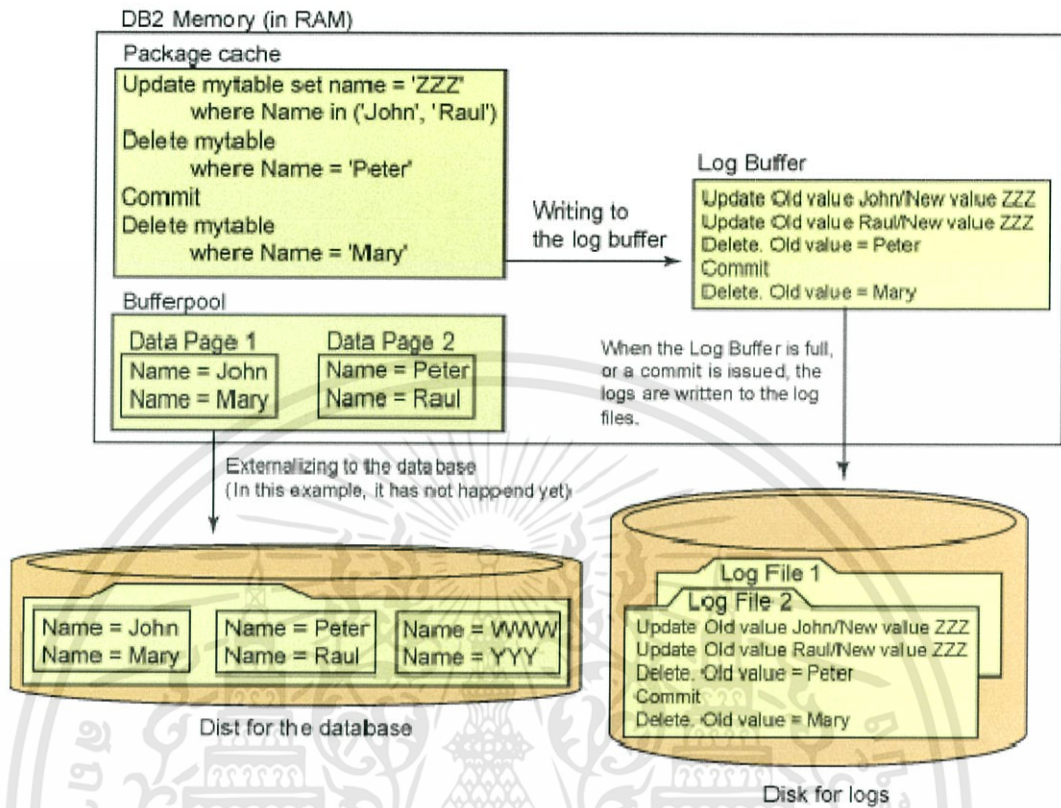 DB2 Memory (in RAM)
Package cache
Update mytable set name = 'ZZZ'
where Name in ('John', 'Raul')
Delete mytable
where Name = 'Peter'
Commit
Delete mytable
where Name = 'Mary'
Writing to
the log buffer
Log Buffer
Update Old value John/New value ZZZ
Update Old value Raul/New value ZZZ
Delete. Old value = Peter
Commit
Delete. Old value = Mary
Bufferpool
Data Page 1
Name = John
Name = Mary
Data Page 2
Name = Peter
Name = Raul
When the Log Buffer is full,
or a commit is issued, the
logs are written to the log
files.
Externalizing to the database
(In this example, it has not happend yet)
Name = John
Name = Mary
Name = Peter
Name = Raul
Name = WWW
Name = YYY
Dist for the database
Log File 1
Log File 2
Update Old value John/New value ZZZ
Update Old value Raul/New value ZZZ
Delete. Old value = Peter
Commit
Delete. Old value = Mary
Disk for logs